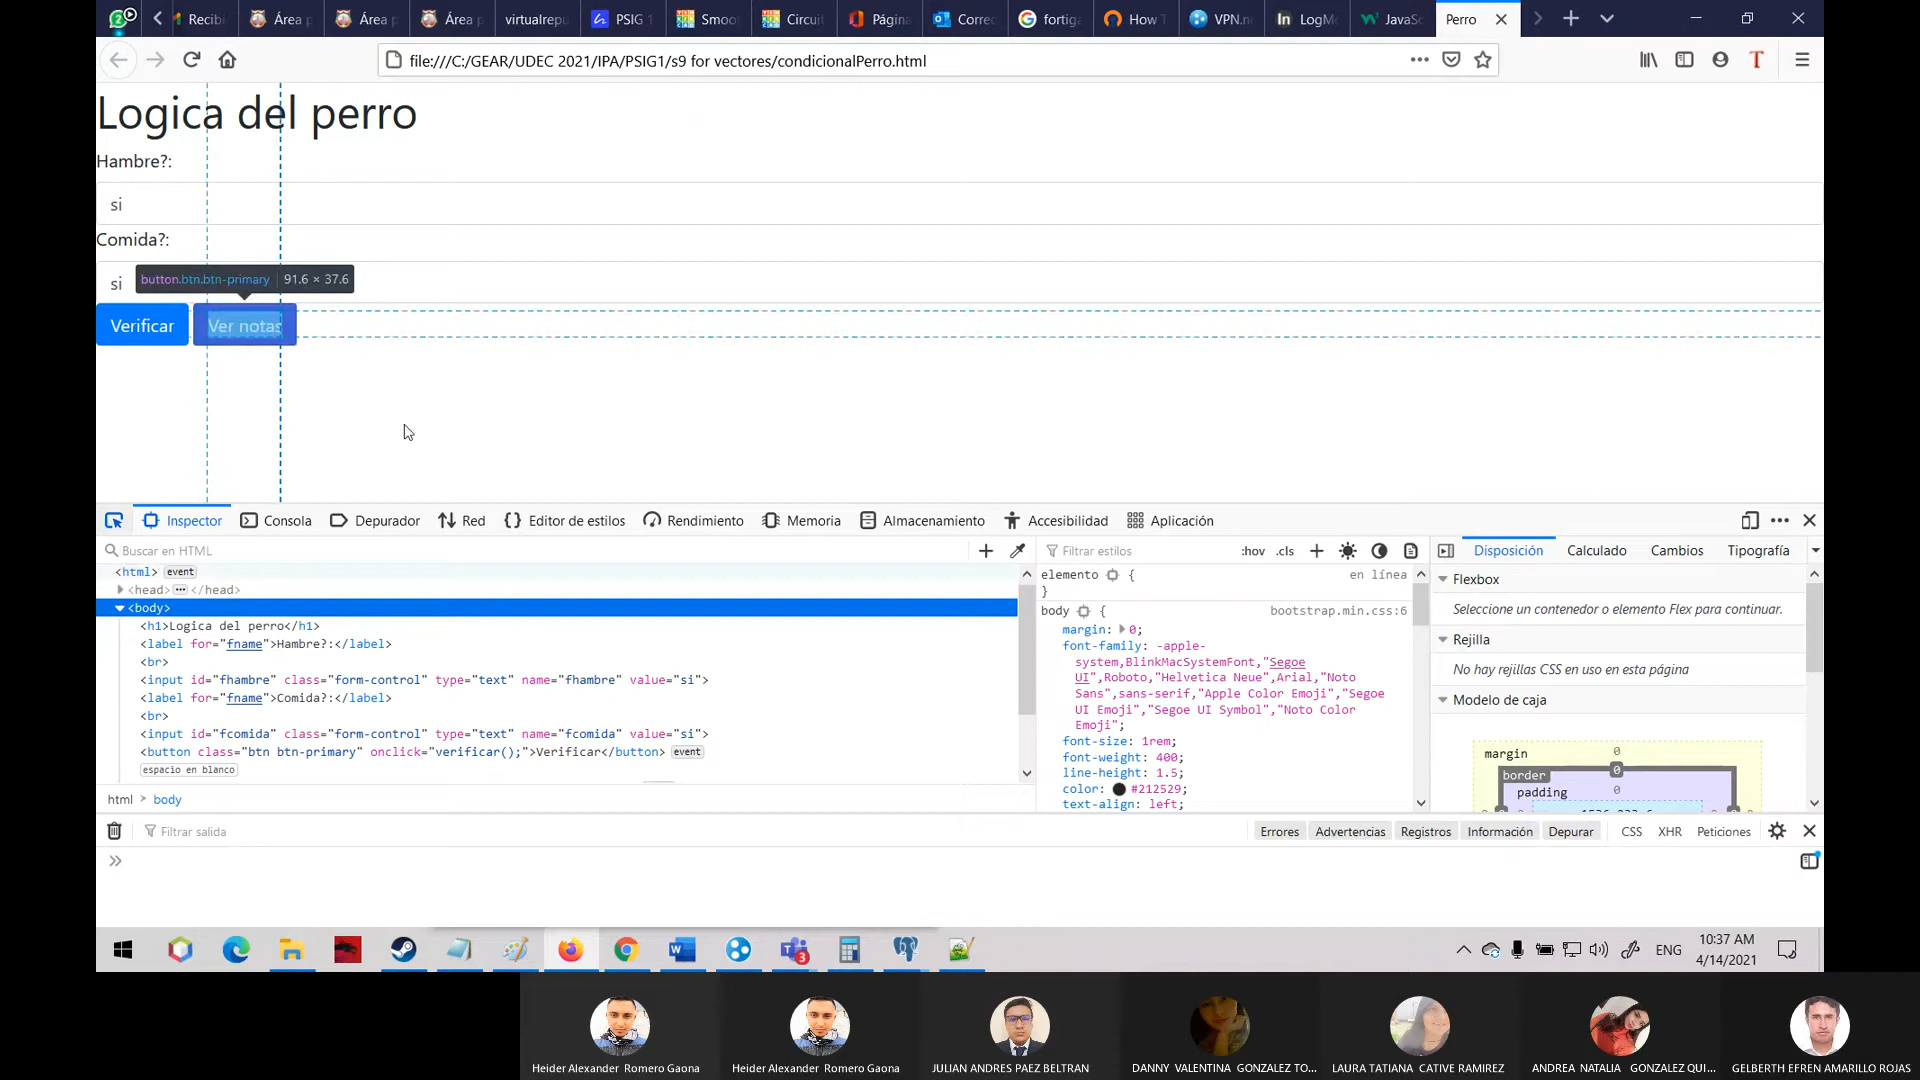 Recibi
Área p
Área p
Área p
virtualrepu
PSIG 1
Smoo
Circui
Página
Corre
fortiga
How T
VPN.n
LogMe
JavaSc
Perro
file:///C:/GEAR/UDEC 2021/IPA/PSIG1/s9 for vectores/condicionalPerro.html
Logica del perro
Hambre?:
si
Comida?:
si
button.btn.btn-primary 91.6 × 37.6
Verificar
Ver notas
Inspector
Consola
Depurador
Red
Editor de estilos
Rendimiento
Memoria
Almacenamiento
Accesibilidad
Aplicación
Buscar en HTML
Filtrar estilos
:hov .cls
Disposición
Calculado
Cambios
Tipografía
<html> event
<head> </head>
<body>
<h1>Logica del perro</h1>
<label for="fname">Hambre?:</label>
<br>
<input id="fhambre" class="form-control" type="text" name="fhambre" value="si">
<label for="fname">Comida?:</label>
<br>
<input id="fcomida" class="form-control" type="text" name="fcomida" value="si">
<button class="btn btn-primary" onclick="verificar();">Verificar</button> event
espacio en blanco
html > body
elemento {
en línea
}
body {
bootstrap.min.css:6
margin: 0;
font-family: -apple-
system,BlinkMacSystemFont,"Segoe
UI",Roboto,"Helvetica Neue",Arial,"Noto
Sans",sans-serif,"Apple Color Emoji","Segoe
UI Emoji","Segoe UI Symbol","Noto Color
Emoji";
font-size: 1rem;
font-weight: 400;
line-height: 1.5;
color: #212529;
text-align: left;
Flexbox
Seleccione un contenedor o elemento Flex para continuar.
Rejilla
No hay rejillas CSS en uso en esta página
Modelo de caja
margin 0
border 0
padding 0
Filtrar salida
Errores
Advertencias
Registros
Información
Depurar
CSS
XHR
Peticiones
ENG
10:37 AM
4/14/2021
Heider Alexander Romero Gaona
Heider Alexander Romero Gaona
JULIAN ANDRES PAEZ BELTRAN
DANNY VALENTINA GONZALEZ TO...
LAURA TATIANA CATIVE RAMIREZ
ANDREA NATALIA GONZALEZ QUI...
GELBERTH EFREN AMARILLO ROJAS